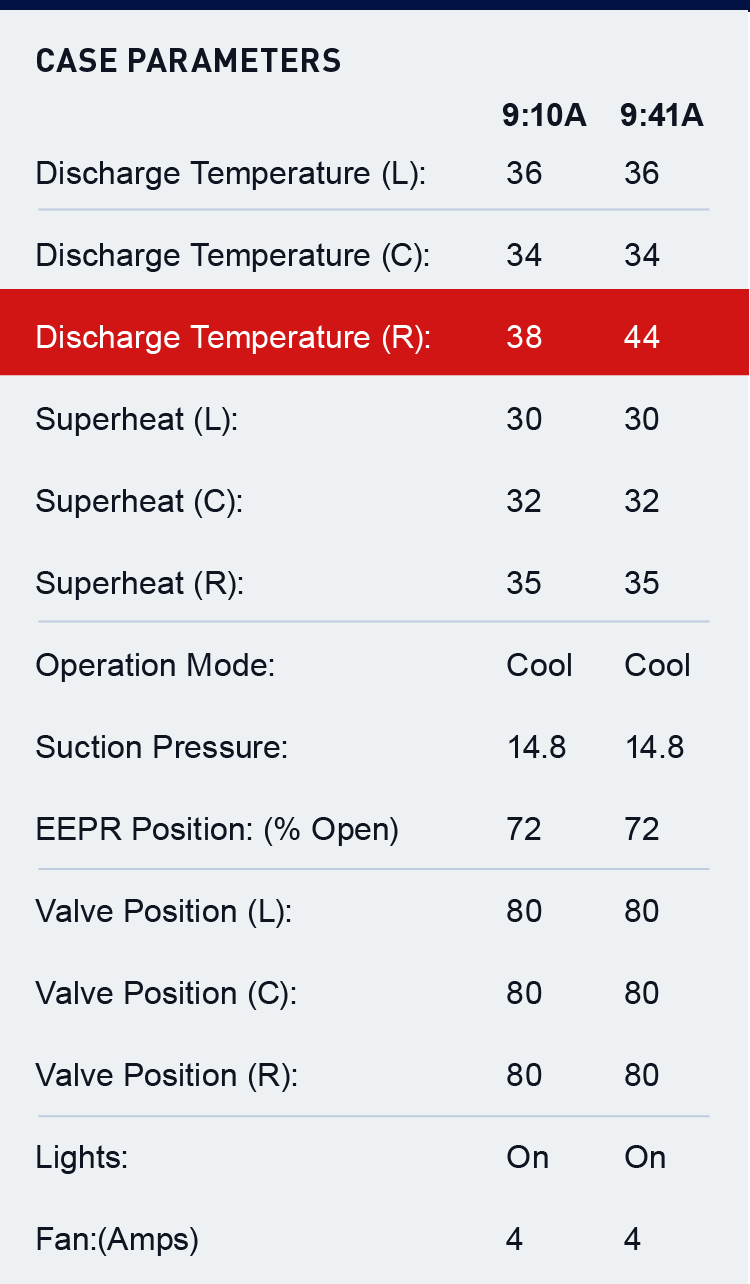 CASE PARAMETERS
9:10A 9:41A
Discharge Temperature (L): 36 36
Discharge Temperature (C): 34 34
Discharge Temperature (R): 38 44
Superheat (L): 30 30
Superheat (C): 32 32
Superheat (R): 35 35
Operation Mode: Cool Cool
Suction Pressure: 14.8 14.8
EEPR Position: (% Open) 72 72
Valve Position (L): 80 80
Valve Position (C): 80 80
Valve Position (R): 80 80
Lights: On On
Fan:(Amps) 4 4